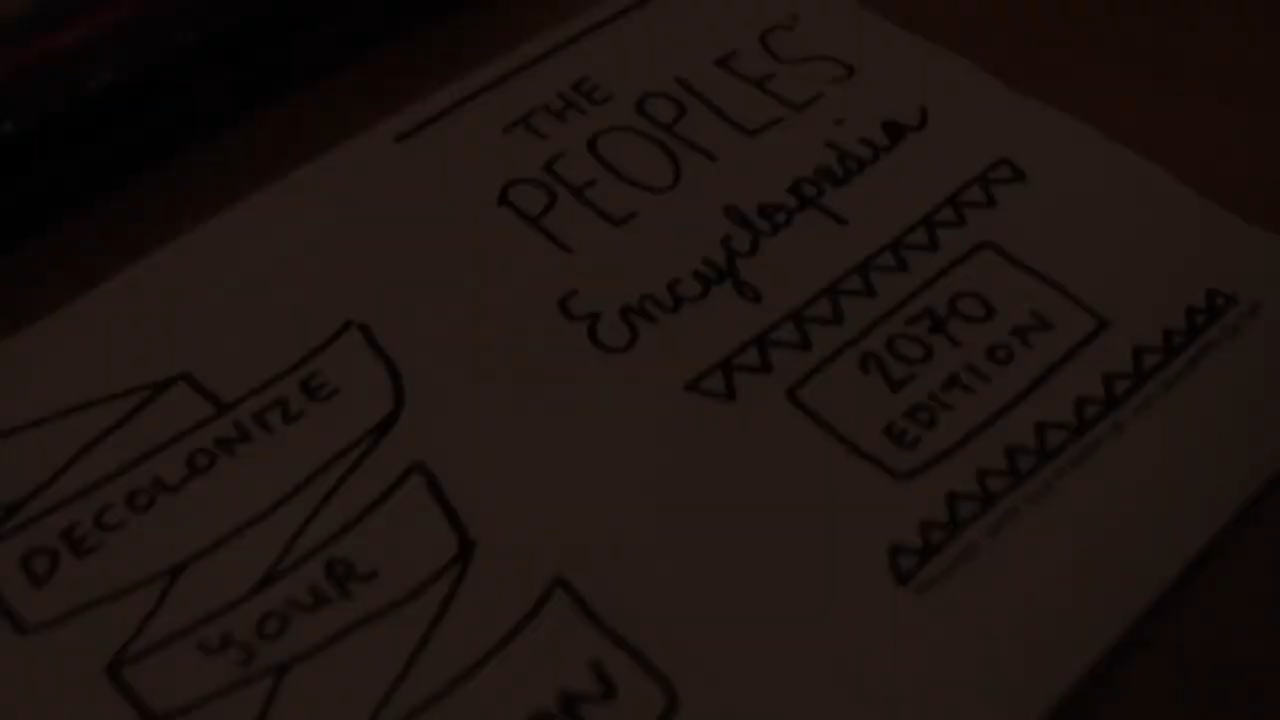 THE
PEOPLES
Encyclopedia
2070
EDITION
DECOLONIZE
YOUR